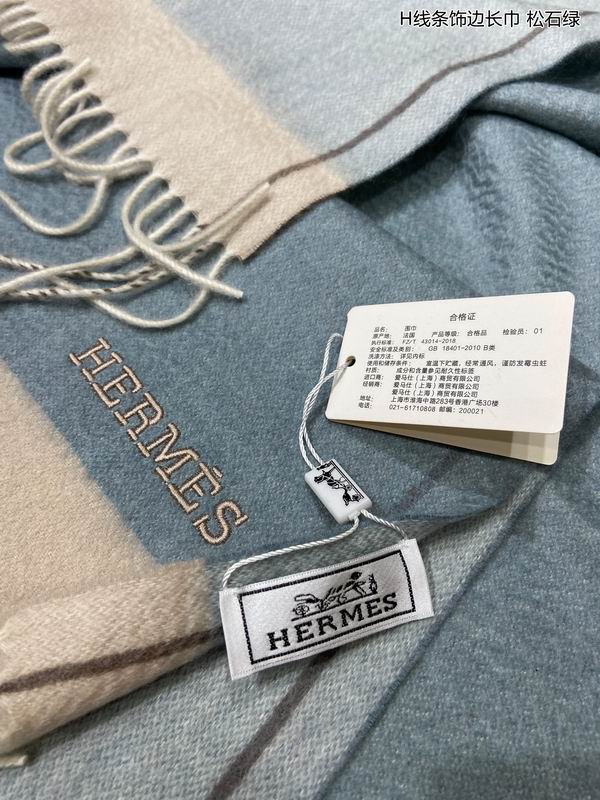 H线条饰边长巾 松石绿
合格证
品名: 围巾
原产地: 法国 产品等级: 合格品 检验员: 01
执行标准: FZ/T 43014-2018
安全标准及类别: GB 18401-2010 B类
洗涤方法: 详见内标
使用和储存条件: 室温下贮藏，经常通风，谨防发霉虫蛀
材质: 成分和含量参见耐久性标签
进口商: 爱马仕（上海）商贸有限公司
经销商: 爱马仕（上海）商贸有限公司
地址: 上海市淮海中路283号香港广场30楼
电话: 021-61710808 邮编: 200021
HERMÈS
HERMES